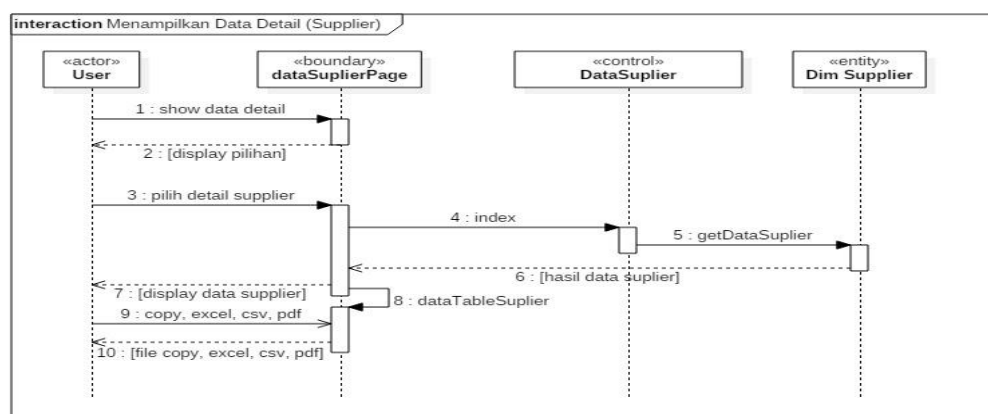 interaction Menampilkan Data Detail (Supplier)
«actor»
User
«boundary»
dataSuplierPage
«control»
DataSuplier
«entity»
Dim Supplier
1 : show data detail
2 : [display pilihan]
3 : pilih detail supplier
4 : index
5 : getDataSuplier
6 : [hasil data suplier]
7 : [display data supplier]
8 : dataTableSuplier
9 : copy, excel, csv, pdf
10 : [file copy, excel, csv, pdf]